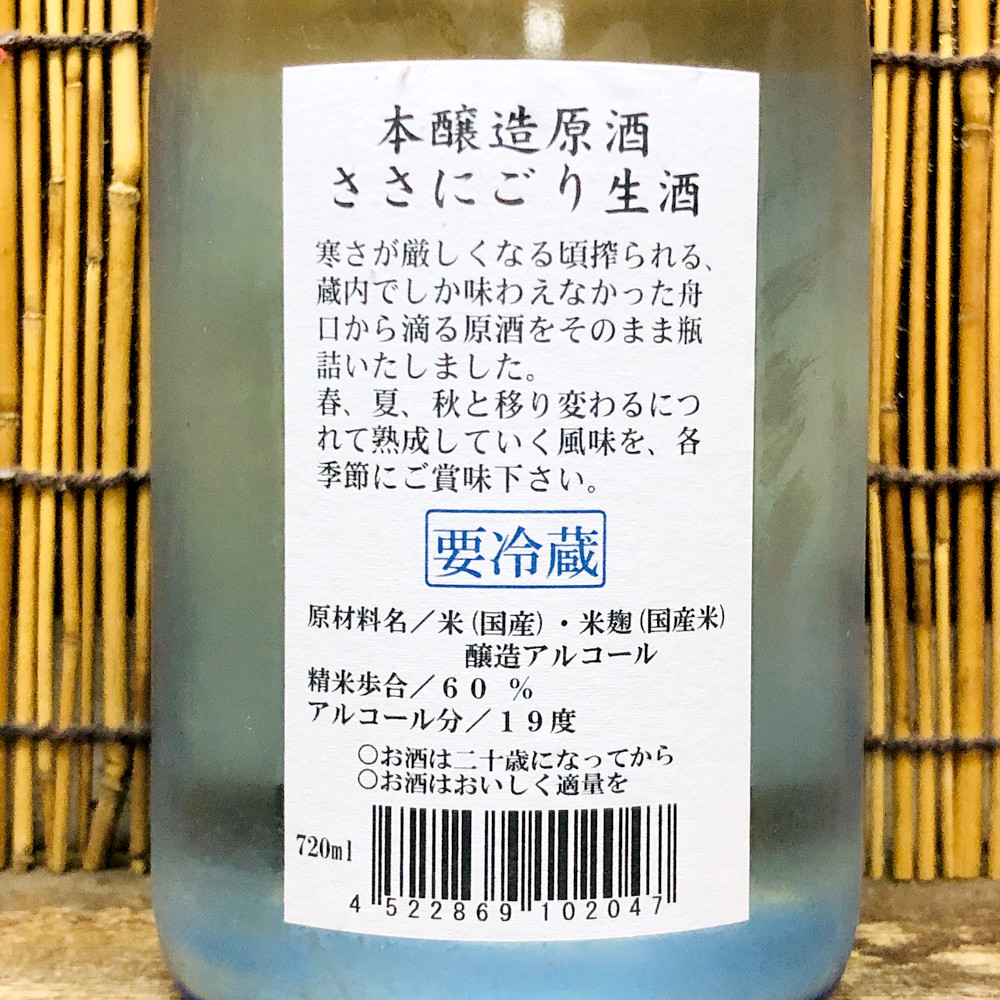 本醸造原酒
ささにごり生酒
寒さが厳しくなる頃搾られる、
蔵内でしか味わえなかった舟
口から滴る原酒をそのまま瓶
詰いたしました。
春、夏、秋と移り変わるにつ
れて熟成していく風味を、各
季節にご賞味下さい。
要冷蔵
原材料名／米(国産)・米麹(国産米)
醸造アルコール
精米歩合／６０ %
アルコール分／１９度
○お酒は二十歳になってから
○お酒はおいしく適量を
720ml
4 522869 102047